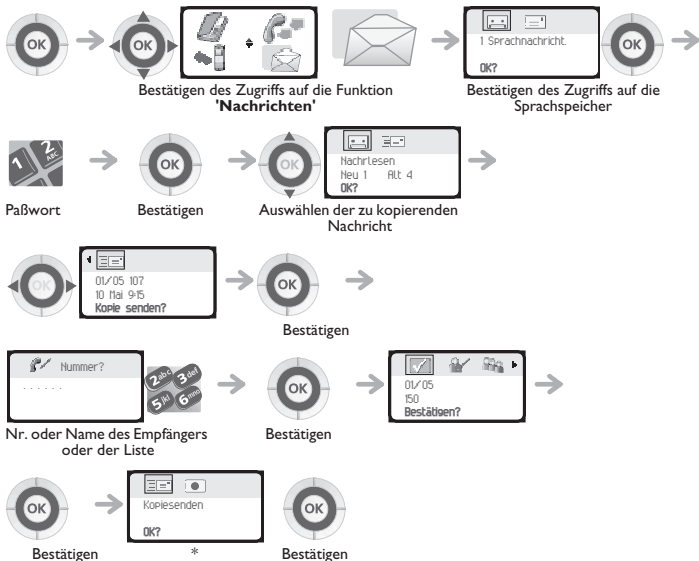 OK
OK
1 Sprachnachricht.
OK?
OK
Bestätigen des Zugriffs auf die Funktion
'Nachrichten'
Bestätigen des Zugriffs auf die
Sprachspeicher
1 2 ABC
OK
OK
Nachrlesen
Neu 1 Alt 4
OK?
Paßwort
Bestätigen
Auswählen der zu kopierenden
Nachricht
OK
01/05 107
10 Mai 9:15
Kopie senden?
OK
Bestätigen
Nummer?
......
2abc 3def
5jkl 6mno
OK
01/05
150
Bestätigen?
Nr. oder Name des Empfängers
oder der Liste
Bestätigen
OK
Kopiesenden
OK?
OK
Bestätigen
*
Bestätigen